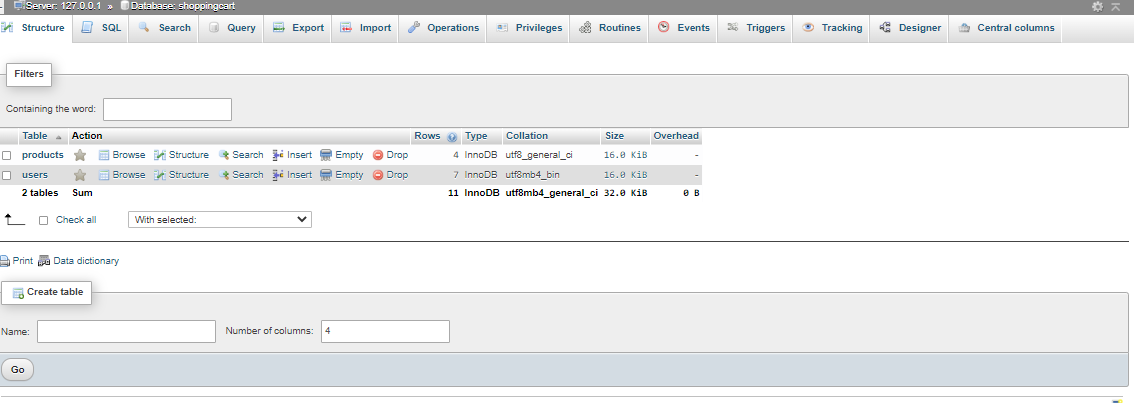 Server: 127.0.0.1 » Database: shoppingcart
Structure SQL Search Query Export Import Operations Privileges Routines Events Triggers Tracking Designer Central columns
Filters
Containing the word:
Table Action Rows Type Collation Size Overhead
products Browse Structure Search Insert Empty Drop 4 InnoDB utf8_general_ci 16.0 KiB -
users Browse Structure Search Insert Empty Drop 7 InnoDB utf8mb4_bin 16.0 KiB -
2 tables Sum 11 InnoDB utf8mb4_general_ci 32.0 KiB 0 B
Check all With selected:
Print Data dictionary
Create table
Name: Number of columns: 4
Go